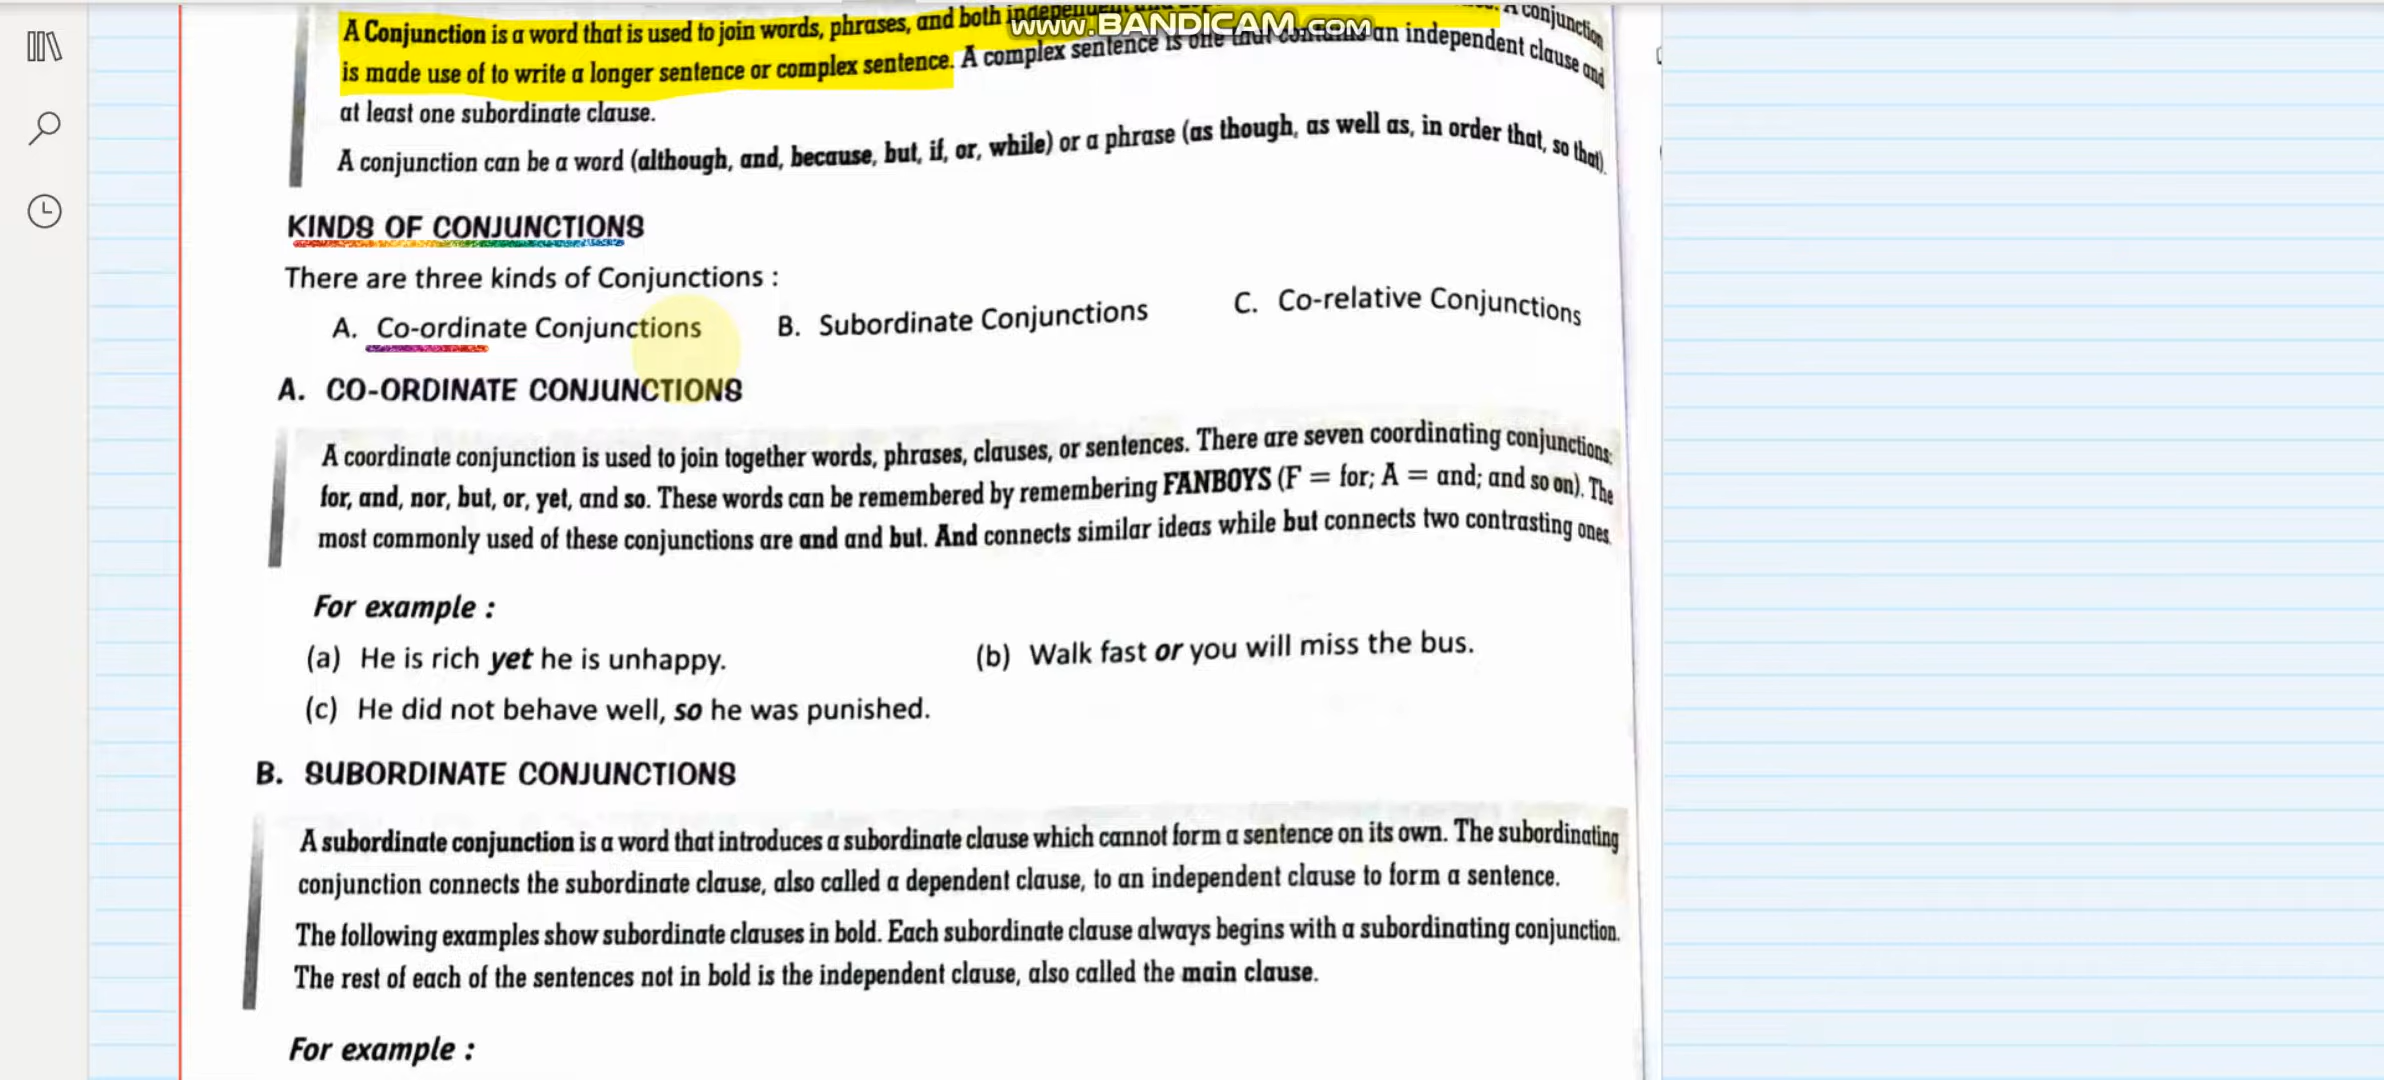 A Conjunction is a word that is used to join words, phrases, and both independent A conjunction
www.BANDICAM.com
is made use of to write a longer sentence or complex sentence. A complex sentence is one that contains an independent clause and
at least one subordinate clause.
A conjunction can be a word (although, and, because, but, if, or, while) or a phrase (as though, as well as, in order that, so that).
KINDS OF CONJUNCTIONS
There are three kinds of Conjunctions :
A. Co-ordinate Conjunctions B. Subordinate Conjunctions C. Co-relative Conjunctions
A. CO-ORDINATE CONJUNCTIONS
A coordinate conjunction is used to join together words, phrases, clauses, or sentences. There are seven coordinating conjunctions:
for, and, nor, but, or, yet, and so. These words can be remembered by remembering FANBOYS (F = for; A = and; and so on). The
most commonly used of these conjunctions are and and but. And connects similar ideas while but connects two contrasting ones.
For example :
(a) He is rich yet he is unhappy. (b) Walk fast or you will miss the bus.
(c) He did not behave well, so he was punished.
B. SUBORDINATE CONJUNCTIONS
A subordinate conjunction is a word that introduces a subordinate clause which cannot form a sentence on its own. The subordinating
conjunction connects the subordinate clause, also called a dependent clause, to an independent clause to form a sentence.
The following examples show subordinate clauses in bold. Each subordinate clause always begins with a subordinating conjunction.
The rest of each of the sentences not in bold is the independent clause, also called the main clause.
For example :